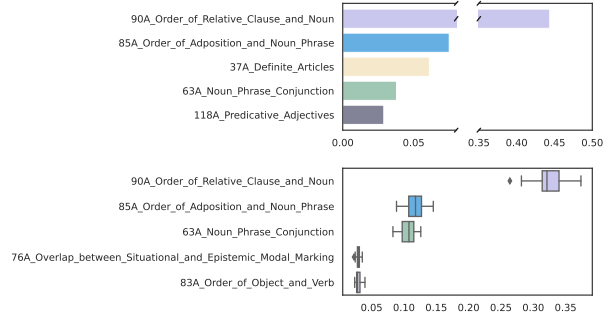 90A_Order_of_Relative_Clause_and_Noun
85A_Order_of_Adposition_and_Noun_Phrase
37A_Definite_Articles
63A_Noun_Phrase_Conjunction
118A_Predicative_Adjectives
0.00 0.05 0.35 0.40 0.45 0.50
90A_Order_of_Relative_Clause_and_Noun
85A_Order_of_Adposition_and_Noun_Phrase
63A_Noun_Phrase_Conjunction
76A_Overlap_between_Situational_and_Epistemic_Modal_Marking
83A_Order_of_Object_and_Verb
0.05 0.10 0.15 0.20 0.25 0.30 0.35